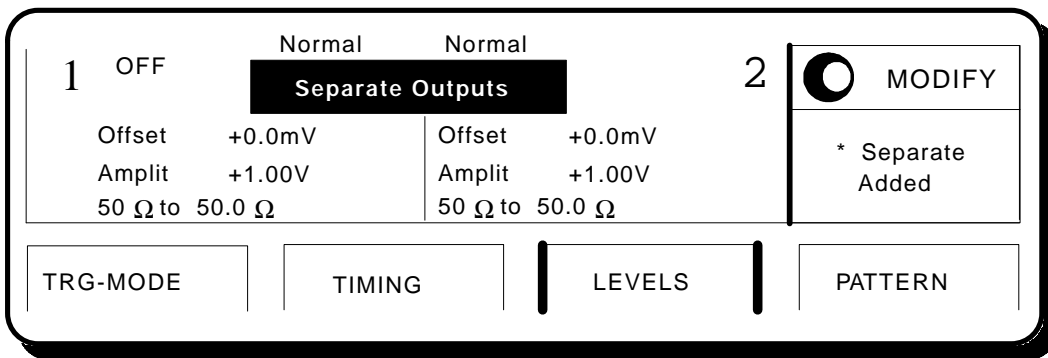 Normal Normal
1 OFF Separate Outputs 2 MODIFY
Offset +0.0mV Offset +0.0mV
* Separate
Amplit +1.00V Amplit +1.00V
Added
50 Ω to 50.0 Ω 50 Ω to 50.0 Ω
TRG-MODE TIMING LEVELS PATTERN